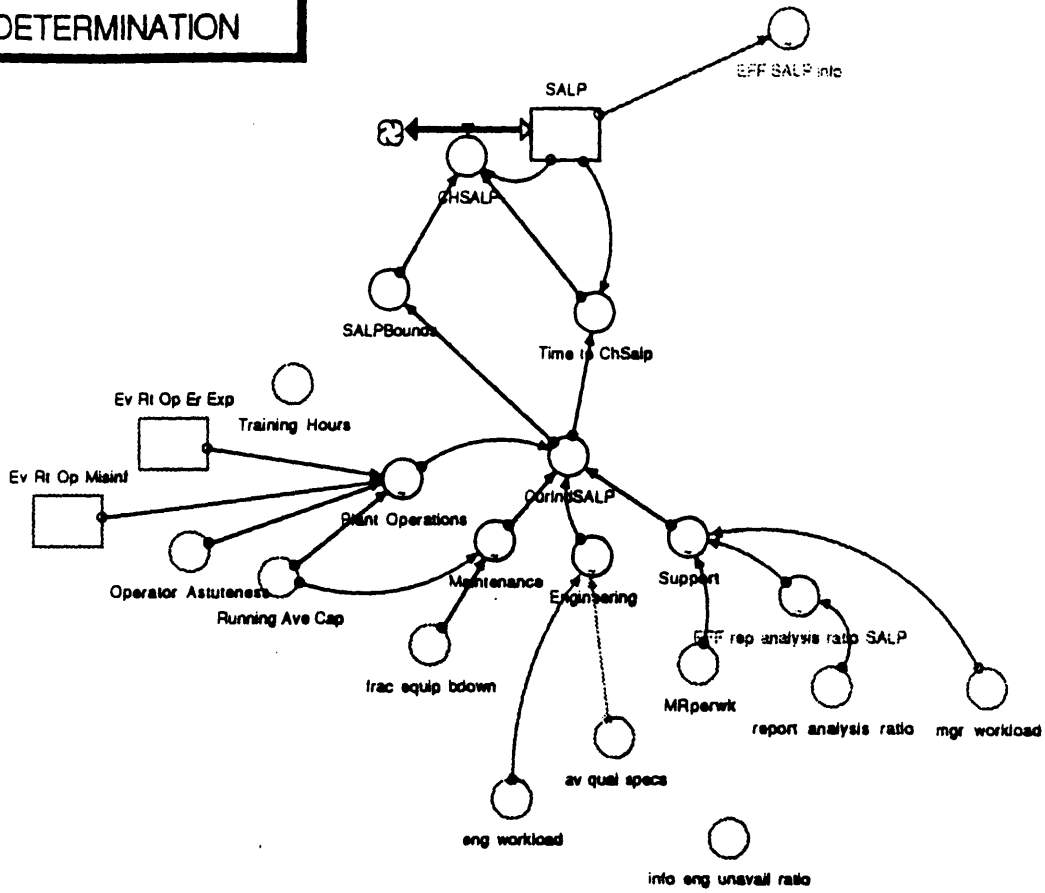 DETERMINATION
EFF SALP info
SALP
CHSALP
SALPBounds
Time to ChSalp
Ev Rt Op Er Exp
Training Hours
Ev Rt Op Misinf
CurIndSALP
Plant Operations
Operator Astuteness
Maintenance
Support
Running Ave Cap
Engineering
EFF rep analysis ratio SALP
frac equip bdown
MRperwk
report analysis ratio
mgr workload
av qual specs
eng workload
info eng unavail ratio